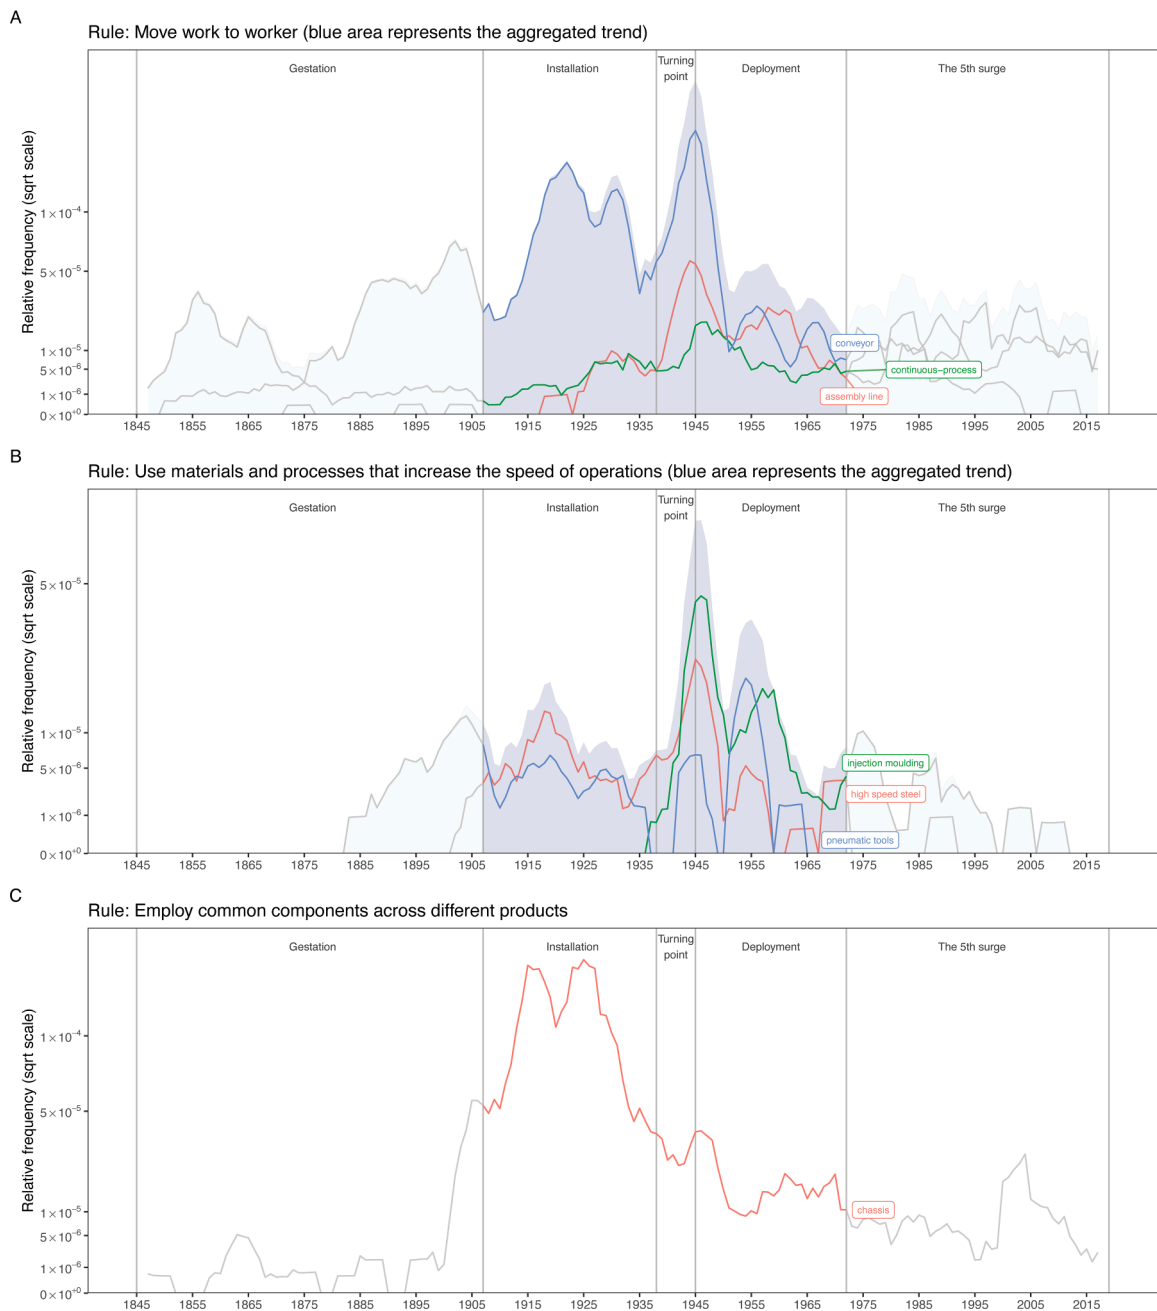 A
Rule: Move work to worker (blue area represents the aggregated trend)
Gestation
Installation
Turning
point
Deployment
The 5th surge
Relative frequency (sqrt scale)
1×10⁻⁴
5×10⁻⁵
1×10⁻⁵
5×10⁻⁶
1×10⁻⁶
0×10⁺⁰
conveyor
continuous−process
assembly line
1845 1855 1865 1875 1885 1895 1905 1915 1925 1935 1945 1955 1965 1975 1985 1995 2005 2015
B
Rule: Use materials and processes that increase the speed of operations (blue area represents the aggregated trend)
Gestation
Installation
Turning
point
Deployment
The 5th surge
Relative frequency (sqrt scale)
5×10⁻⁵
1×10⁻⁵
5×10⁻⁶
1×10⁻⁶
0×10⁺⁰
injection moulding
high speed steel
pneumatic tools
1845 1855 1865 1875 1885 1895 1905 1915 1925 1935 1945 1955 1965 1975 1985 1995 2005 2015
C
Rule: Employ common components across different products
Gestation
Installation
Turning
point
Deployment
The 5th surge
Relative frequency (sqrt scale)
1×10⁻⁴
5×10⁻⁵
1×10⁻⁵
5×10⁻⁶
1×10⁻⁶
0×10⁺⁰
chassis
1845 1855 1865 1875 1885 1895 1905 1915 1925 1935 1945 1955 1965 1975 1985 1995 2005 2015